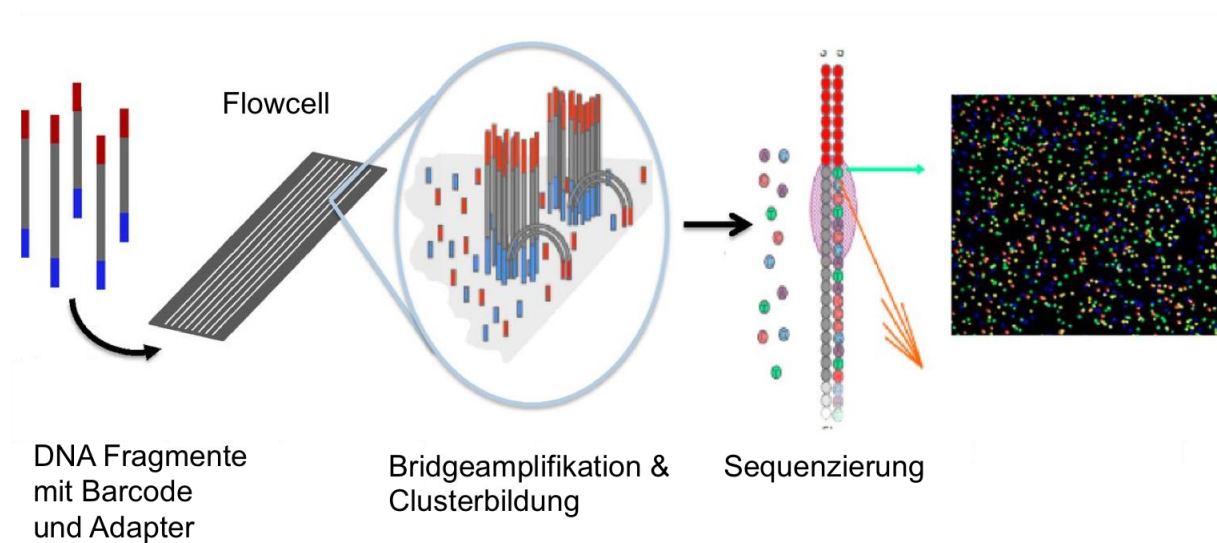 Flowcell
DNA Fragmente
mit Barcode
und Adapter
Bridgeamplifikation &
Clusterbildung
Sequenzierung